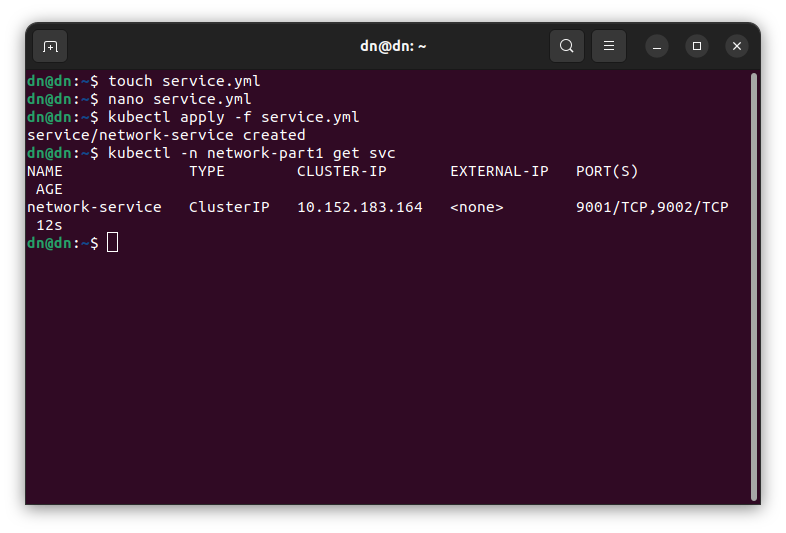 dn@dn: ~
dn@dn:~$ touch service.yml
dn@dn:~$ nano service.yml
dn@dn:~$ kubectl apply -f service.yml
service/network-service created
dn@dn:~$ kubectl -n network-part1 get svc
NAME              TYPE        CLUSTER-IP       EXTERNAL-IP   PORT(S)
 AGE
network-service   ClusterIP   10.152.183.164   <none>        9001/TCP,9002/TCP
 12s
dn@dn:~$